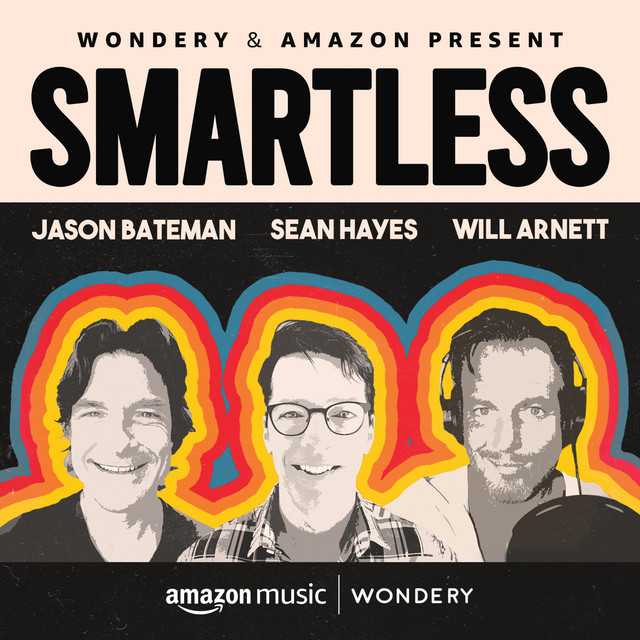 WONDERY & AMAZON PRESENT
SMARTLESS
JASON BATEMAN SEAN HAYES WILL ARNETT
amazon music | WONDERY